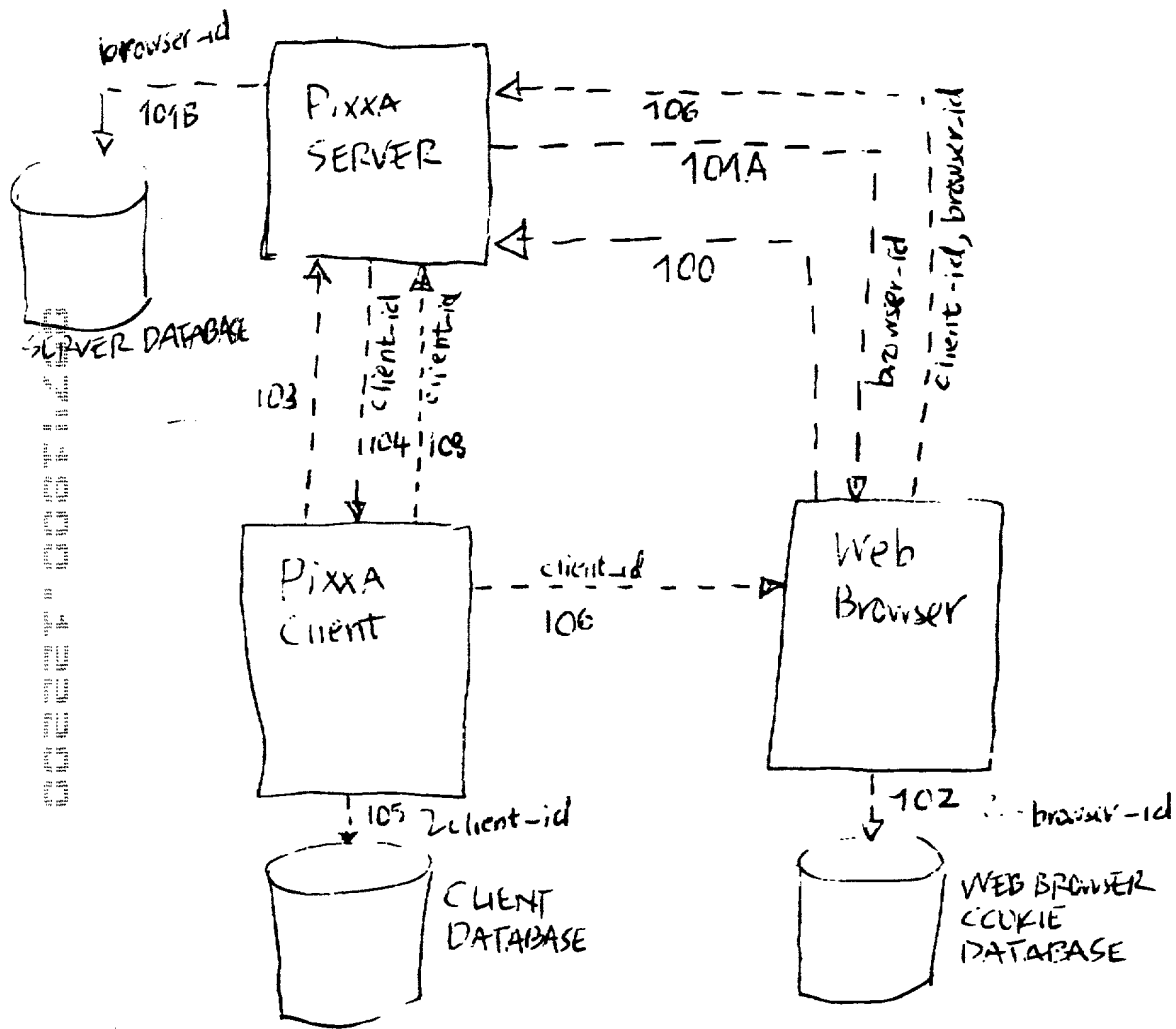 browser-id
101B
PixxA
SERVER
106
101A
100
browser-id
client-id, browser-id
SERVER DATABASE
client-id
client-id
103
104
108
PixxA
Client
client-id
106
Web
Browser
105
client-id
102
browser-id
CLIENT
DATABASE
WEB BROWSER
COOKIE
DATABASE